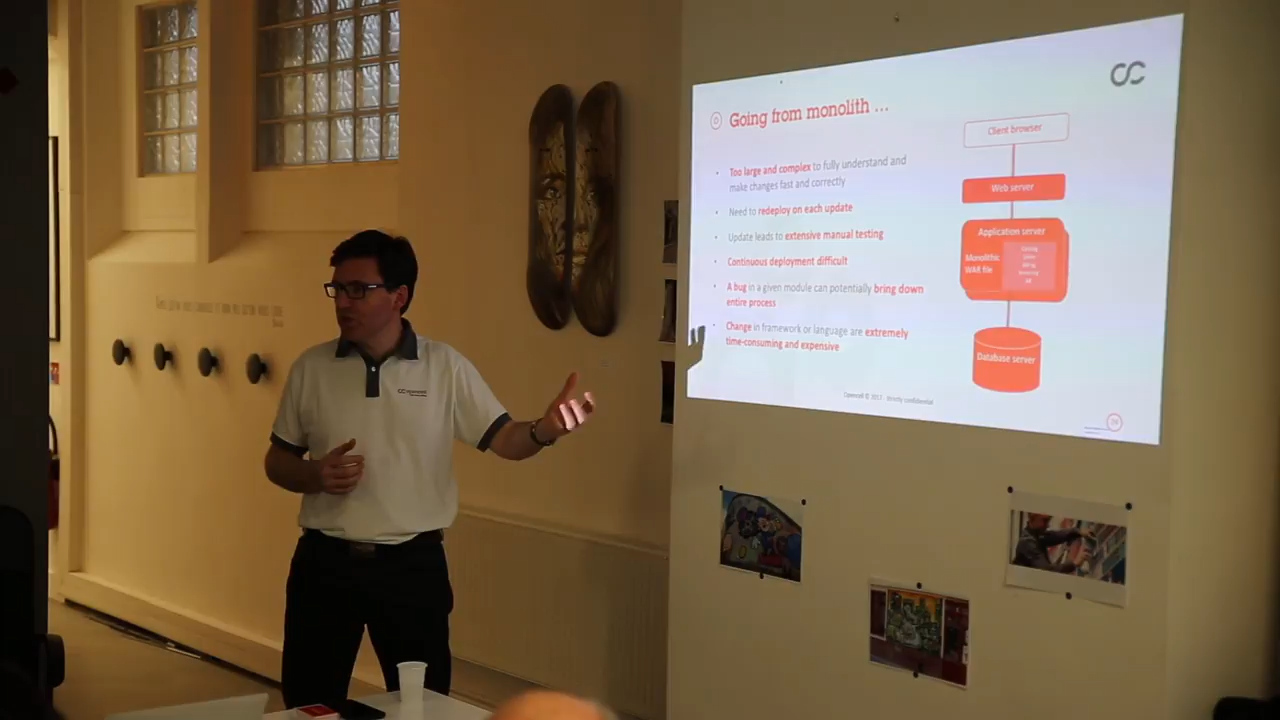 Going from monolith ...
Too large and complex to fully understand and
make changes fast and correctly
Need to redeploy on each update
Update leads to extensive manual testing
Continuous deployment difficult
A bug in a given module can potentially bring down
entire process
Change in framework or language are extremely
time-consuming and expensive
Client browser
Web server
Application server
Monolithic
WAR file
Database server
© 2017 - Strictly confidential